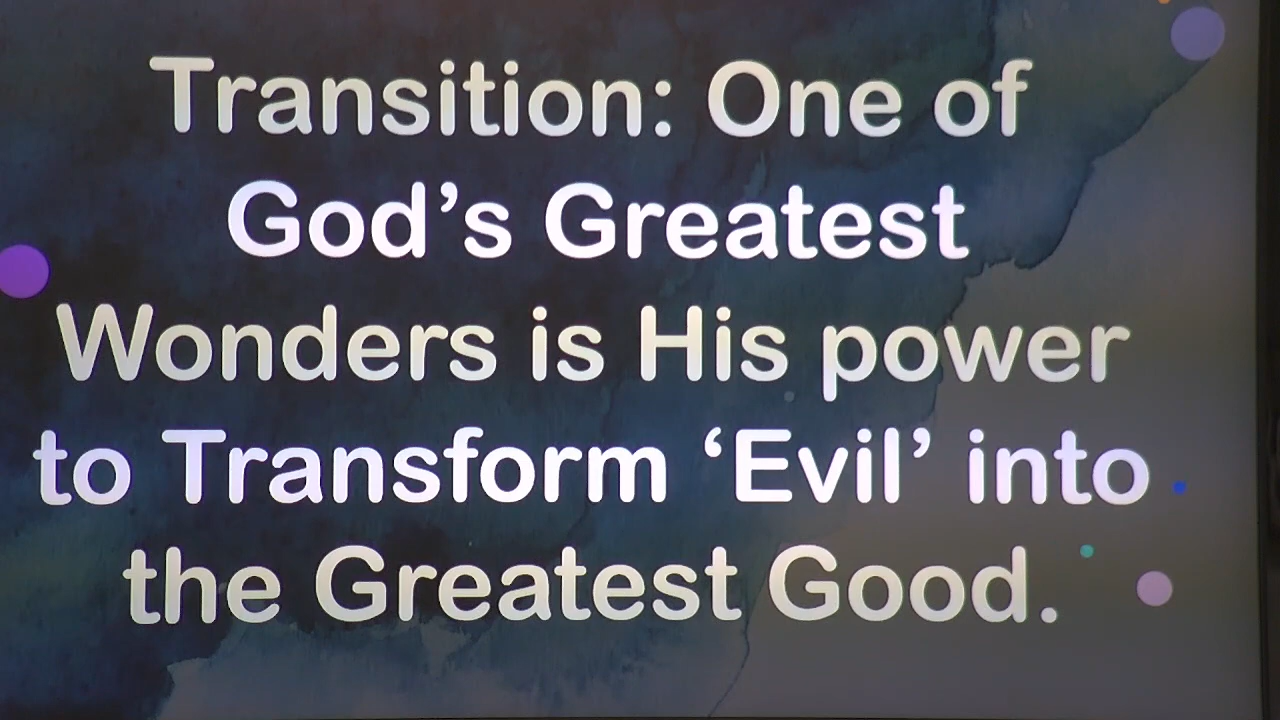 Transition: One of
God’s Greatest
Wonders is His power
to Transform ‘Evil’ into
the Greatest Good.